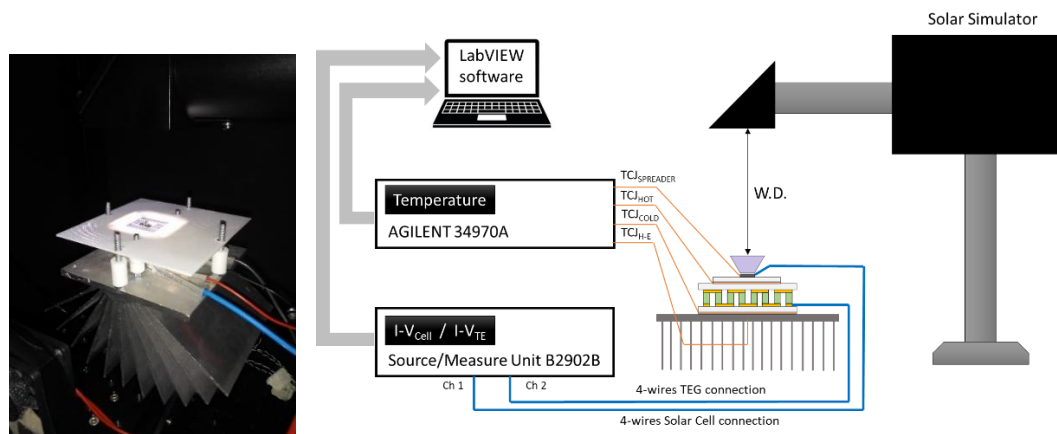 Solar Simulator
LabVIEW
software
TCJSPREADER
Temperature
TCJHOT
W.D.
TCJCOLD
AGILENT 34970A
TCJH-E
I-VCell / I-VTE
Source/Measure Unit B2902B
Ch 1
Ch 2
4-wires TEG connection
4-wires Solar Cell connection